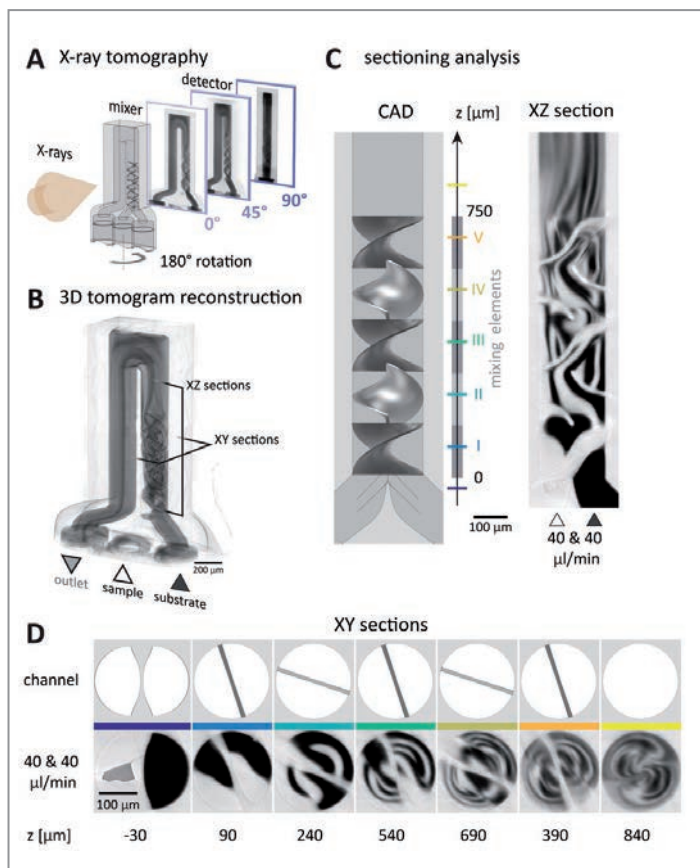 A X-ray tomography
detector
mixer
X-rays
0°
45°
90°
180° rotation
B 3D tomogram reconstruction
XZ sections
XY sections
200 µm
outlet
sample
substrate
C sectioning analysis
CAD
z [µm]
XZ section
750
V
IV
III
II
I
mixing elements
0
100 µm
40 & 40
µl/min
D XY sections
channel
40 & 40
µl/min
100 µm
z [µm] -30 90 240 540 690 390 840